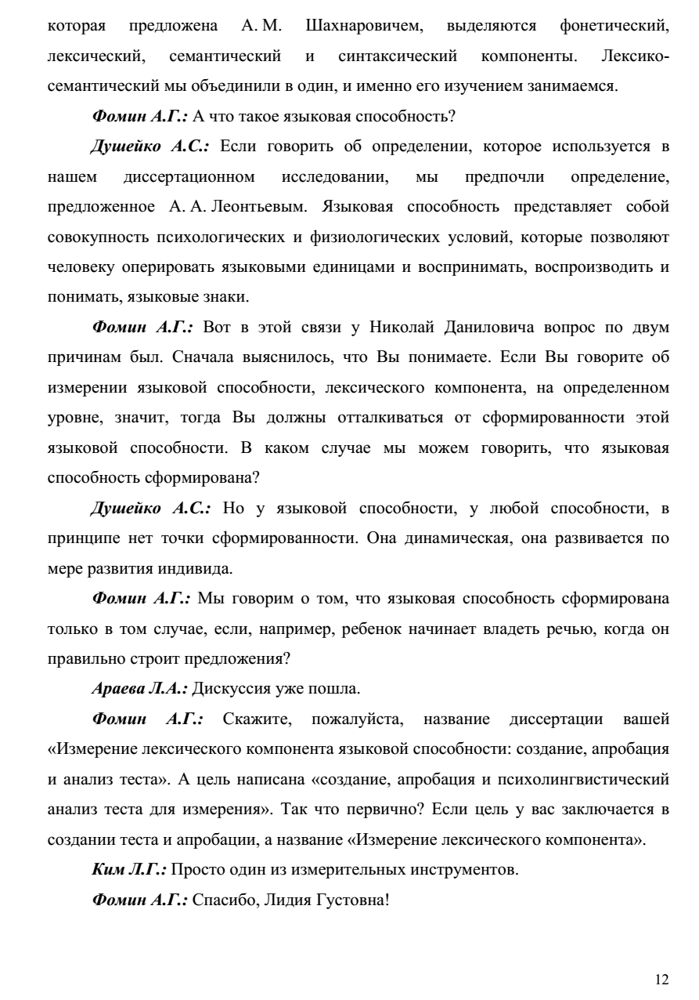 которая предложена А. М. Шахнаровичем, выделяются фонетический,
лексический, семантический и синтаксический компоненты. Лексико-
семантический мы объединили в один, и именно его изучением занимаемся.
Фомин А.Г.: А что такое языковая способность?
Душейко А.С.: Если говорить об определении, которое используется в
нашем диссертационном исследовании, мы предпочли определение,
предложенное А. А. Леонтьевым. Языковая способность представляет собой
совокупность психологических и физиологических условий, которые позволяют
человеку оперировать языковыми единицами и воспринимать, воспроизводить и
понимать, языковые знаки.
Фомин А.Г.: Вот в этой связи у Николай Даниловича вопрос по двум
причинам был. Сначала выяснилось, что Вы понимаете. Если Вы говорите об
измерении языковой способности, лексического компонента, на определенном
уровне, значит, тогда Вы должны отталкиваться от сформированности этой
языковой способности. В каком случае мы можем говорить, что языковая
способность сформирована?
Душейко А.С.: Но у языковой способности, у любой способности, в
принципе нет точки сформированности. Она динамическая, она развивается по
мере развития индивида.
Фомин А.Г.: Мы говорим о том, что языковая способность сформирована
только в том случае, если, например, ребенок начинает владеть речью, когда он
правильно строит предложения?
Араева Л.А.: Дискуссия уже пошла.
Фомин А.Г.: Скажите, пожалуйста, название диссертации вашей
«Измерение лексического компонента языковой способности: создание, апробация
и анализ теста». А цель написана «создание, апробация и психолингвистический
анализ теста для измерения». Так что первично? Если цель у вас заключается в
создании теста и апробации, а название «Измерение лексического компонента».
Ким Л.Г.: Просто один из измерительных инструментов.
Фомин А.Г.: Спасибо, Лидия Густовна!
12